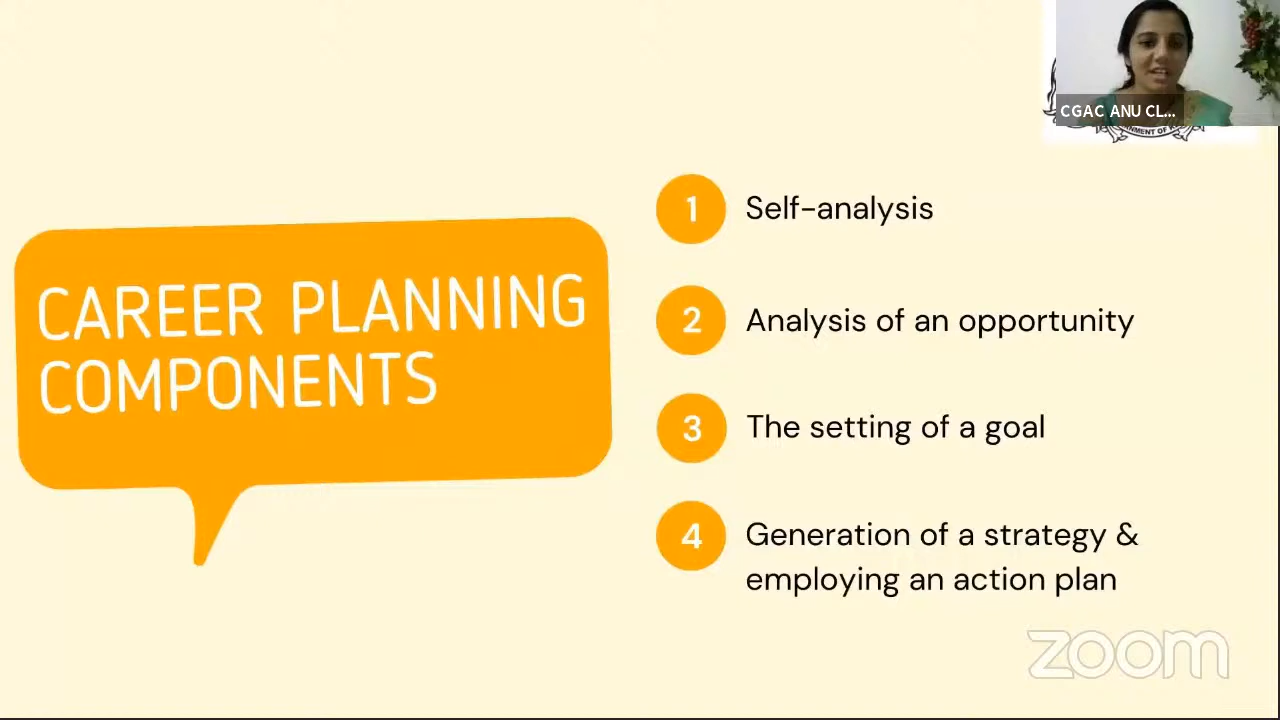 CGAC ANU CL...
CAREER PLANNING
COMPONENTS
1 Self-analysis
2 Analysis of an opportunity
3 The setting of a goal
4 Generation of a strategy &
employing an action plan
zoom